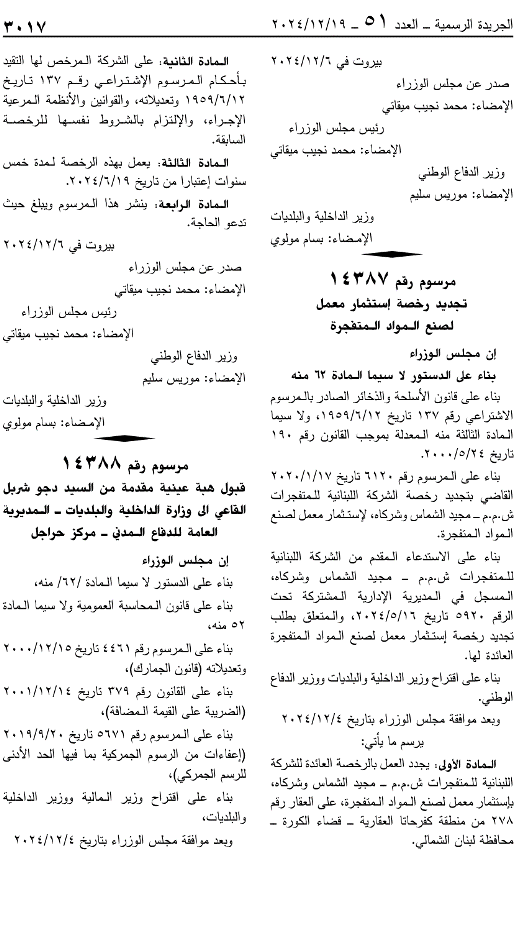 الجريدة الرسمية ــ العدد ٥١ ــ ٢٠٢٤/١٢/١٩
٣٠١٧
بيروت في ٢٠٢٤/١٢/٦
صدر عن مجلس الوزراء
الإمضاء: محمد نجيب ميقاتي
رئيس مجلس الوزراء
الإمضاء: محمد نجيب ميقاتي
وزير الدفاع الوطني
الإمضاء: موريس سليم
وزير الداخلية والبلديات
الإمضاء: بسام مولوي
مرسوم رقم ١٤٣٨٧
تجديد رخصة إستثمار معمل
لصنع المواد المتفجرة
إن مجلس الوزراء
بناء على الدستور لا سيما المادة ٦٢ منه
بناء على قانون الأسلحة والذخائر الصادر بالمرسوم
الاشتراعي رقم ١٣٧ تاريخ ١٩٥٩/٦/١٢، ولا سيما
المادة الثالثة منه المعدلة بموجب القانون رقم ١٩٠
تاريخ ٢٠٠٠/٥/٢٤.
بناء على المرسوم رقم ٦١٢٠ تاريخ ٢٠٢٠/١/١٧
القاضي بتجديد رخصة الشركة اللبنانية للمتفجرات
ش.م.م ــ مجيد الشماس وشركاه، لإستثمار معمل لصنع
المواد المتفجرة.
بناء على الاستدعاء المقدم من الشركة اللبنانية
للمتفجرات ش.م.م ــ مجيد الشماس وشركاه،
المسجل في المديرية الإدارية المشتركة تحت
الرقم ٥٩٢٠ تاريخ ٢٠٢٤/٥/١٦، والمتعلق بطلب
تجديد رخصة إستثمار معمل لصنع المواد المتفجرة
العائدة لها.
بناء على اقتراح وزير الداخلية والبلديات ووزير الدفاع
الوطني.
وبعد موافقة مجلس الوزراء بتاريخ ٢٠٢٤/١٢/٤
يرسم ما يأتي:
المادة الأولى: يجدد العمل بالرخصة العائدة للشركة
اللبنانية للمتفجرات ش.م.م ــ مجيد الشماس وشركاه،
بإستثمار معمل لصنع المواد المتفجرة، على العقار رقم
٢٧٨ من منطقة كفرحاتا العقارية ــ قضاء الكورة ــ
محافظة لبنان الشمالي.
المادة الثانية: على الشركة المرخص لها التقيد
بأحكام المرسوم الإشتراعي رقم ١٣٧ تاريخ
١٩٥٩/٦/١٢ وتعديلاته، والقوانين والأنظمة المرعية
الإجراء، والإلتزام بالشروط نفسها للرخصة
السابقة.
المادة الثالثة: يعمل بهذه الرخصة لمدة خمس
سنوات إعتبارا من تاريخ ٢٠٢٤/٦/١٩.
المادة الرابعة: ينشر هذا المرسوم ويبلغ حيث
تدعو الحاجة.
بيروت في ٢٠٢٤/١٢/٦
صدر عن مجلس الوزراء
الإمضاء: محمد نجيب ميقاتي
رئيس مجلس الوزراء
الإمضاء: محمد نجيب ميقاتي
وزير الدفاع الوطني
الإمضاء: موريس سليم
وزير الداخلية والبلديات
الإمضاء: بسام مولوي
مرسوم رقم ١٤٣٨٨
قبول هبة عينية مقدمة من السيد دجو شربل
القاعي الى وزارة الداخلية والبلديات ــ المديرية
العامة للدفاع المدني ــ مركز حراجل
إن مجلس الوزراء
بناء على الدستور لا سيما المادة /٦٢/ منه،
بناء على قانون المحاسبة العمومية ولا سيما المادة
٥٢ منه،
بناء على المرسوم رقم ٤٤٦١ تاريخ ٢٠٠٠/١٢/١٥
وتعديلاته (قانون الجمارك)،
بناء على القانون رقم ٣٧٩ تاريخ ٢٠٠١/١٢/١٤
(الضريبة على القيمة المضافة)،
بناء على المرسوم رقم ٥٦٧١ تاريخ ٢٠١٩/٩/٢٠
((إعفاءات من الرسوم الجمركية بما فيها الحد الأدنى
للرسم الجمركي)،
بناء على اقتراح وزير المالية ووزير الداخلية
والبلديات،
وبعد موافقة مجلس الوزراء بتاريخ ٢٠٢٤/١٢/٤